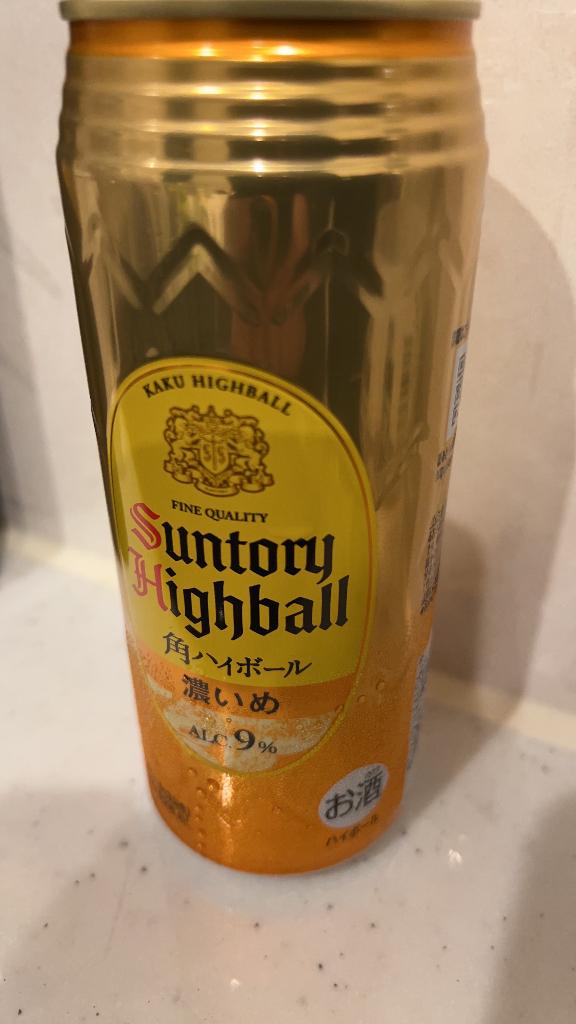 KAKU HIGHBALL
FINE QUALITY
Suntory
Highball
角ハイボール
濃いめ
ALC.9%
お酒
ハイボール